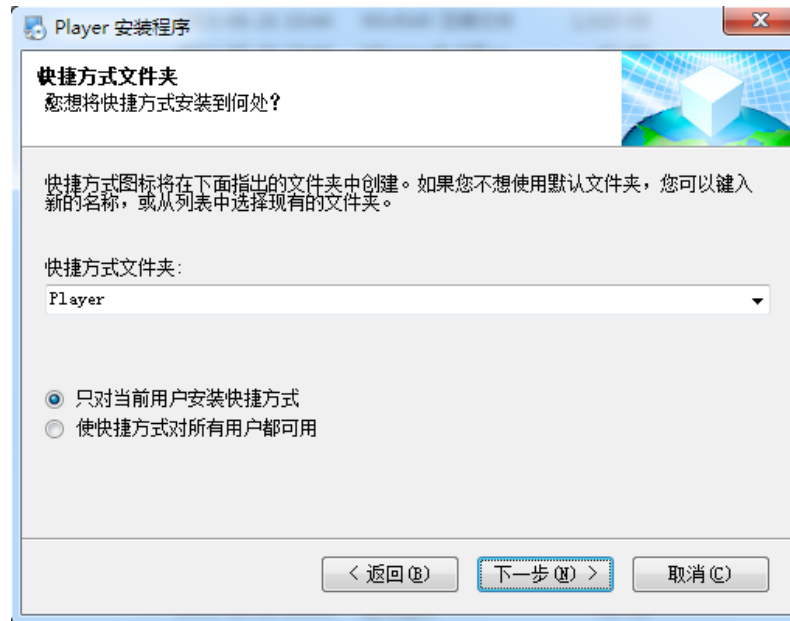 Player 安装程序
快捷方式文件夹
您想将快捷方式安装到何处?
快捷方式图标将在下面指出的文件夹中创建。如果您不想使用默认文件夹，您可以键入
新的名称，或从列表中选择现有的文件夹。
快捷方式文件夹:
Player
只对当前用户安装快捷方式
使快捷方式对所有用户都可用
< 返回(B)
下一步(N) >
取消(C)